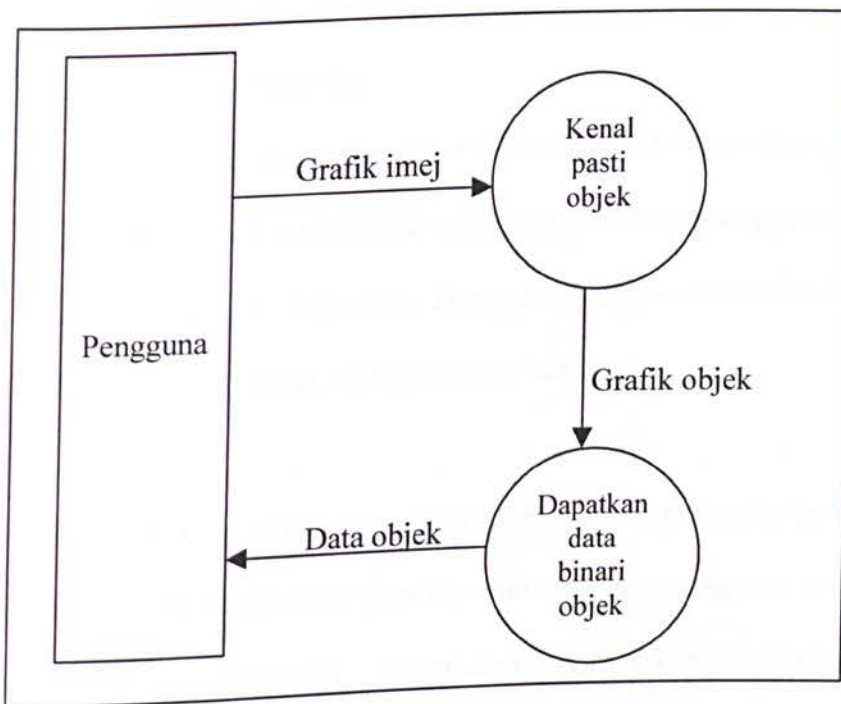 Pengguna
Grafik imej
Kenal
pasti
objek
Grafik objek
Dapatkan
data
binari
objek
Data objek